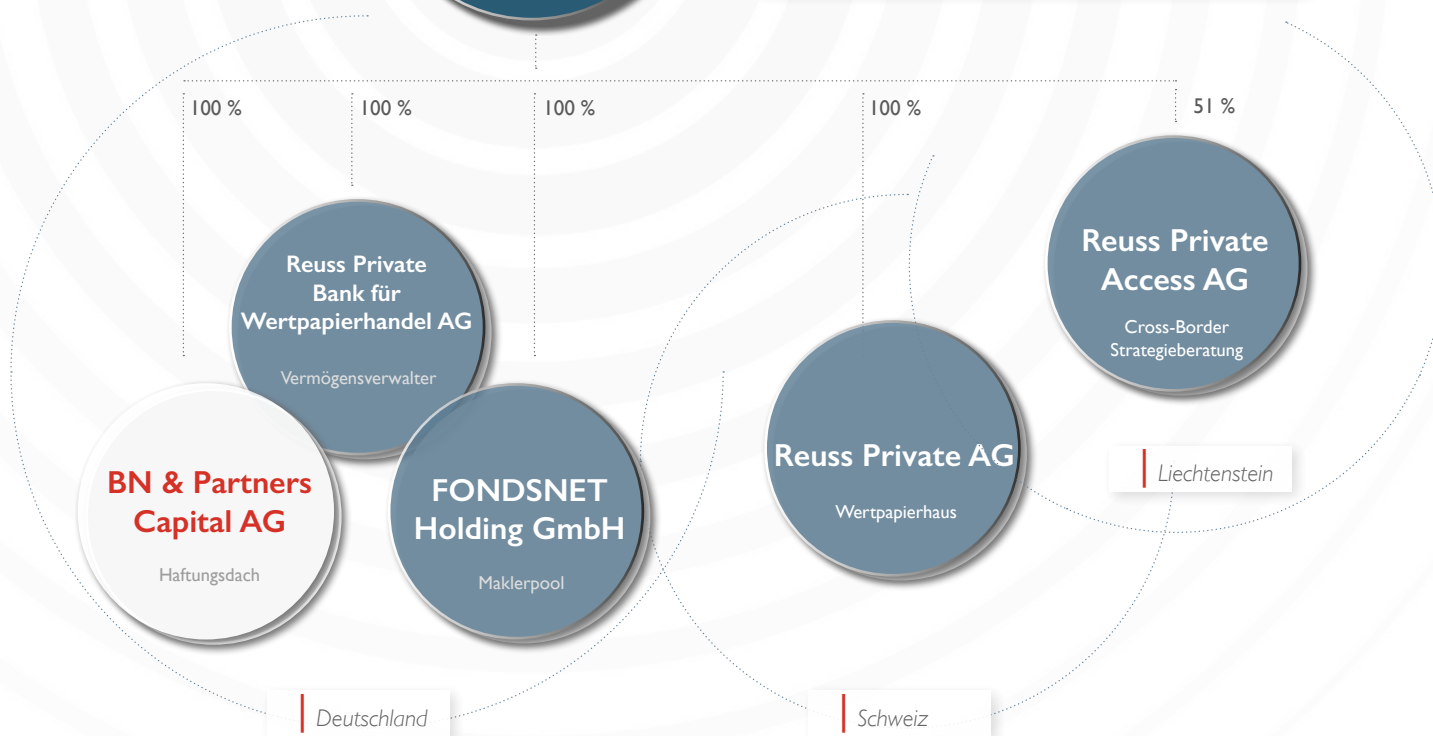 100 %
100 %
100 %
100 %
51 %
Reuss Private
Bank für
Wertpapierhandel AG
Vermögensverwalter
BN & Partners
Capital AG
Haftungsdach
FONDSNET
Holding GmbH
Maklerpool
Reuss Private AG
Wertpapierhaus
Reuss Private
Access AG
Cross-Border
Strategieberatung
Liechtenstein
Deutschland
Schweiz